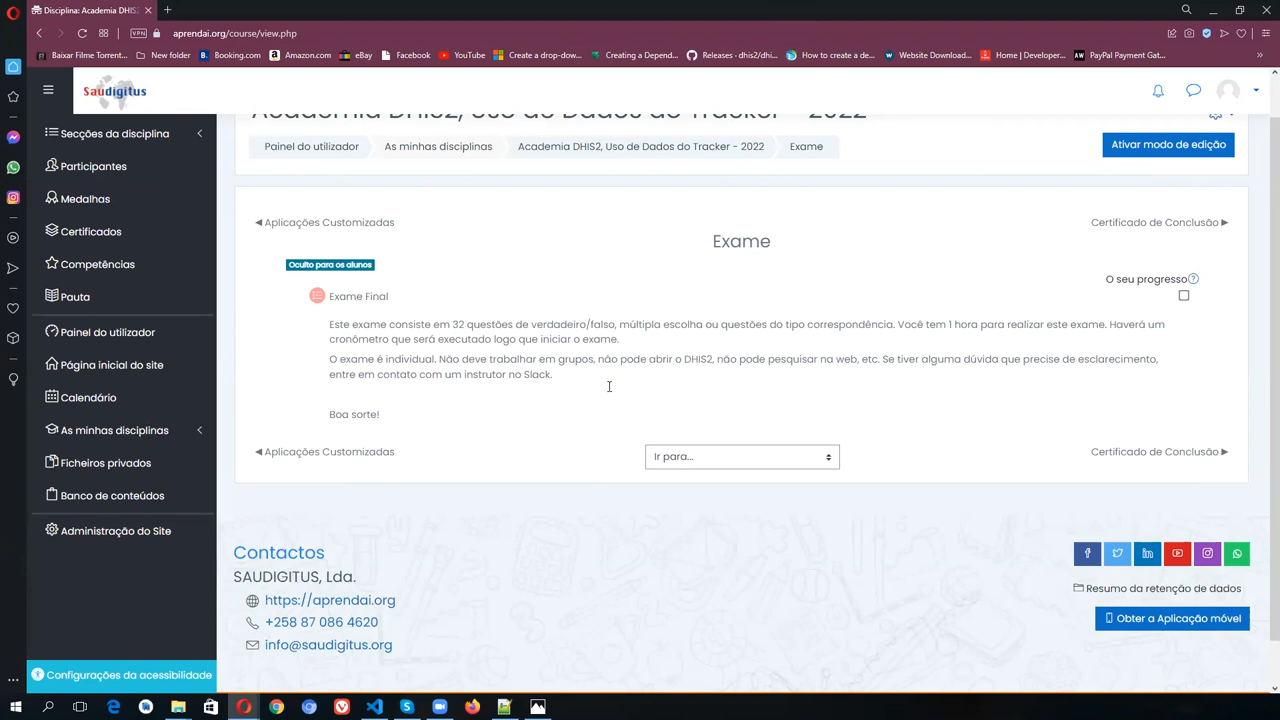 Disciplina: Academia DHIS2
VPN
aprendai.org/course/view.php
Baixar Filme Torrent...
New folder
Booking.com
Amazon.com
eBay
Facebook
YouTube
Create a drop-dow...
Creating a Depend...
Releases · dhis2/dhi...
How to create a de...
Website Download...
Home | Developer...
PayPal Payment Gat...
Saudigitus
Academia DHIS2, Uso de Dados do Tracker - 2022
Painel do utilizador
As minhas disciplinas
Academia DHIS2, Uso de Dados do Tracker - 2022
Exame
Ativar modo de edição
Secções da disciplina
Participantes
Medalhas
Certificados
Competências
Pauta
Painel do utilizador
Página inicial do site
Calendário
As minhas disciplinas
Ficheiros privados
Banco de conteúdos
Administração do Site
Configurações da acessibilidade
◀ Aplicações Customizadas
Certificado de Conclusão ▶
Exame
Oculto para os alunos
O seu progresso
Exame Final
Este exame consiste em 32 questões de verdadeiro/falso, múltipla escolha ou questões do tipo correspondência. Você tem 1 hora para realizar este exame. Haverá um
cronômetro que será executado logo que iniciar o exame.
O exame é individual. Não deve trabalhar em grupos, não pode abrir o DHIS2, não pode pesquisar na web, etc. Se tiver alguma dúvida que precise de esclarecimento,
entre em contato com um instrutor no Slack.
Boa sorte!
◀ Aplicações Customizadas
Ir para...
Certificado de Conclusão ▶
Contactos
SAUDIGITUS, Lda.
https://aprendai.org
+258 87 086 4620
info@saudigitus.org
Resumo da retenção de dados
Obter a Aplicação móvel